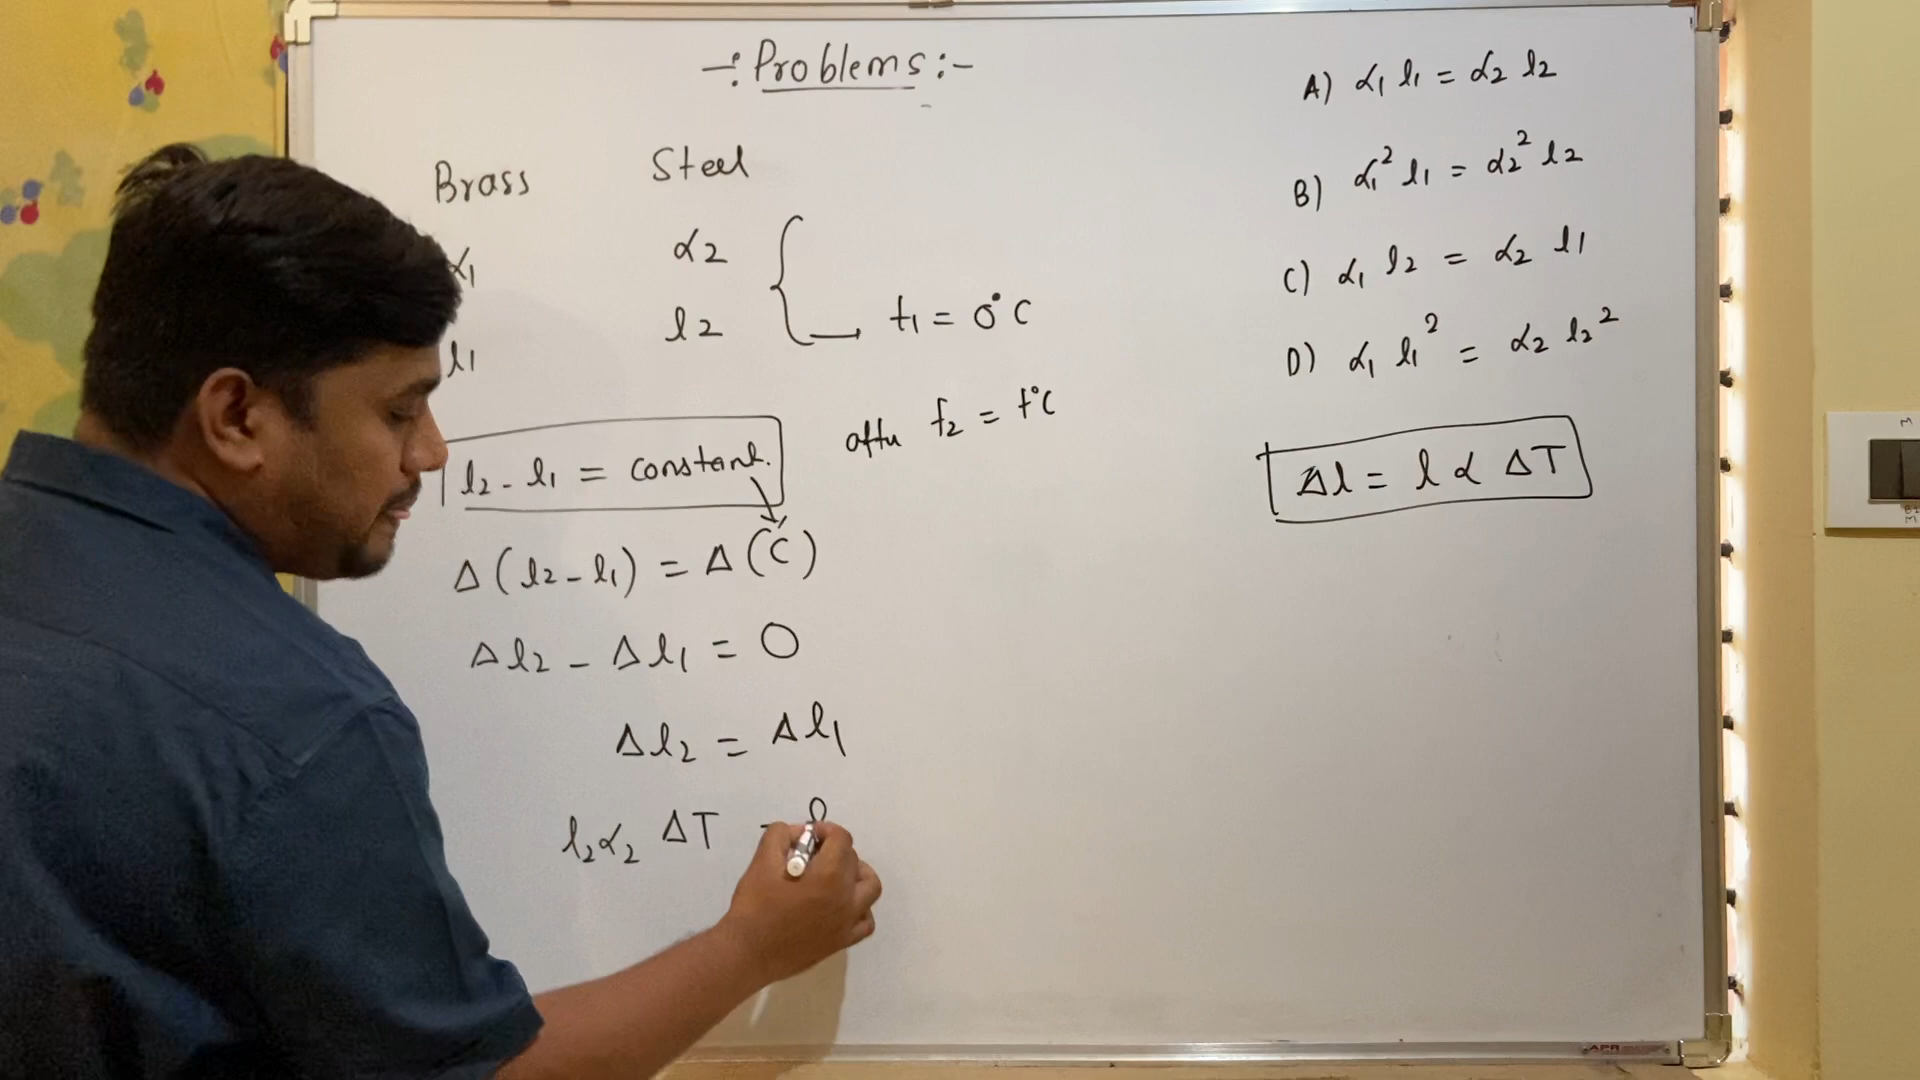 -: Problems :-
Brass Steel
α1 α2
l1 l2
t1 = 0°C
l2 - l1 = constant.
after t2 = t°C
Δ(l2 - l1) = Δ(C)
Δl2 - Δl1 = 0
Δl2 = Δl1
l2α2 ΔT = l
A) α1 l1 = α2 l2
B) α1² l1 = α2² l2
C) α1 l2 = α2 l1
D) α1 l1² = α2 l2²
Δl = l α ΔT
APR